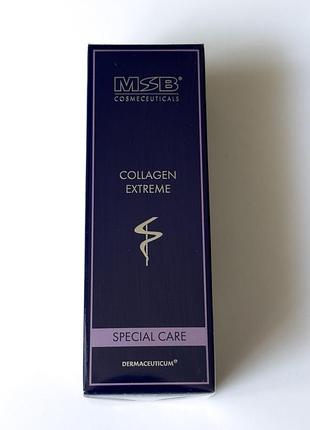 MSB®
COSMECEUTICALS
COLLAGEN
EXTREME
SPECIAL CARE
DERMACEUTICUM®